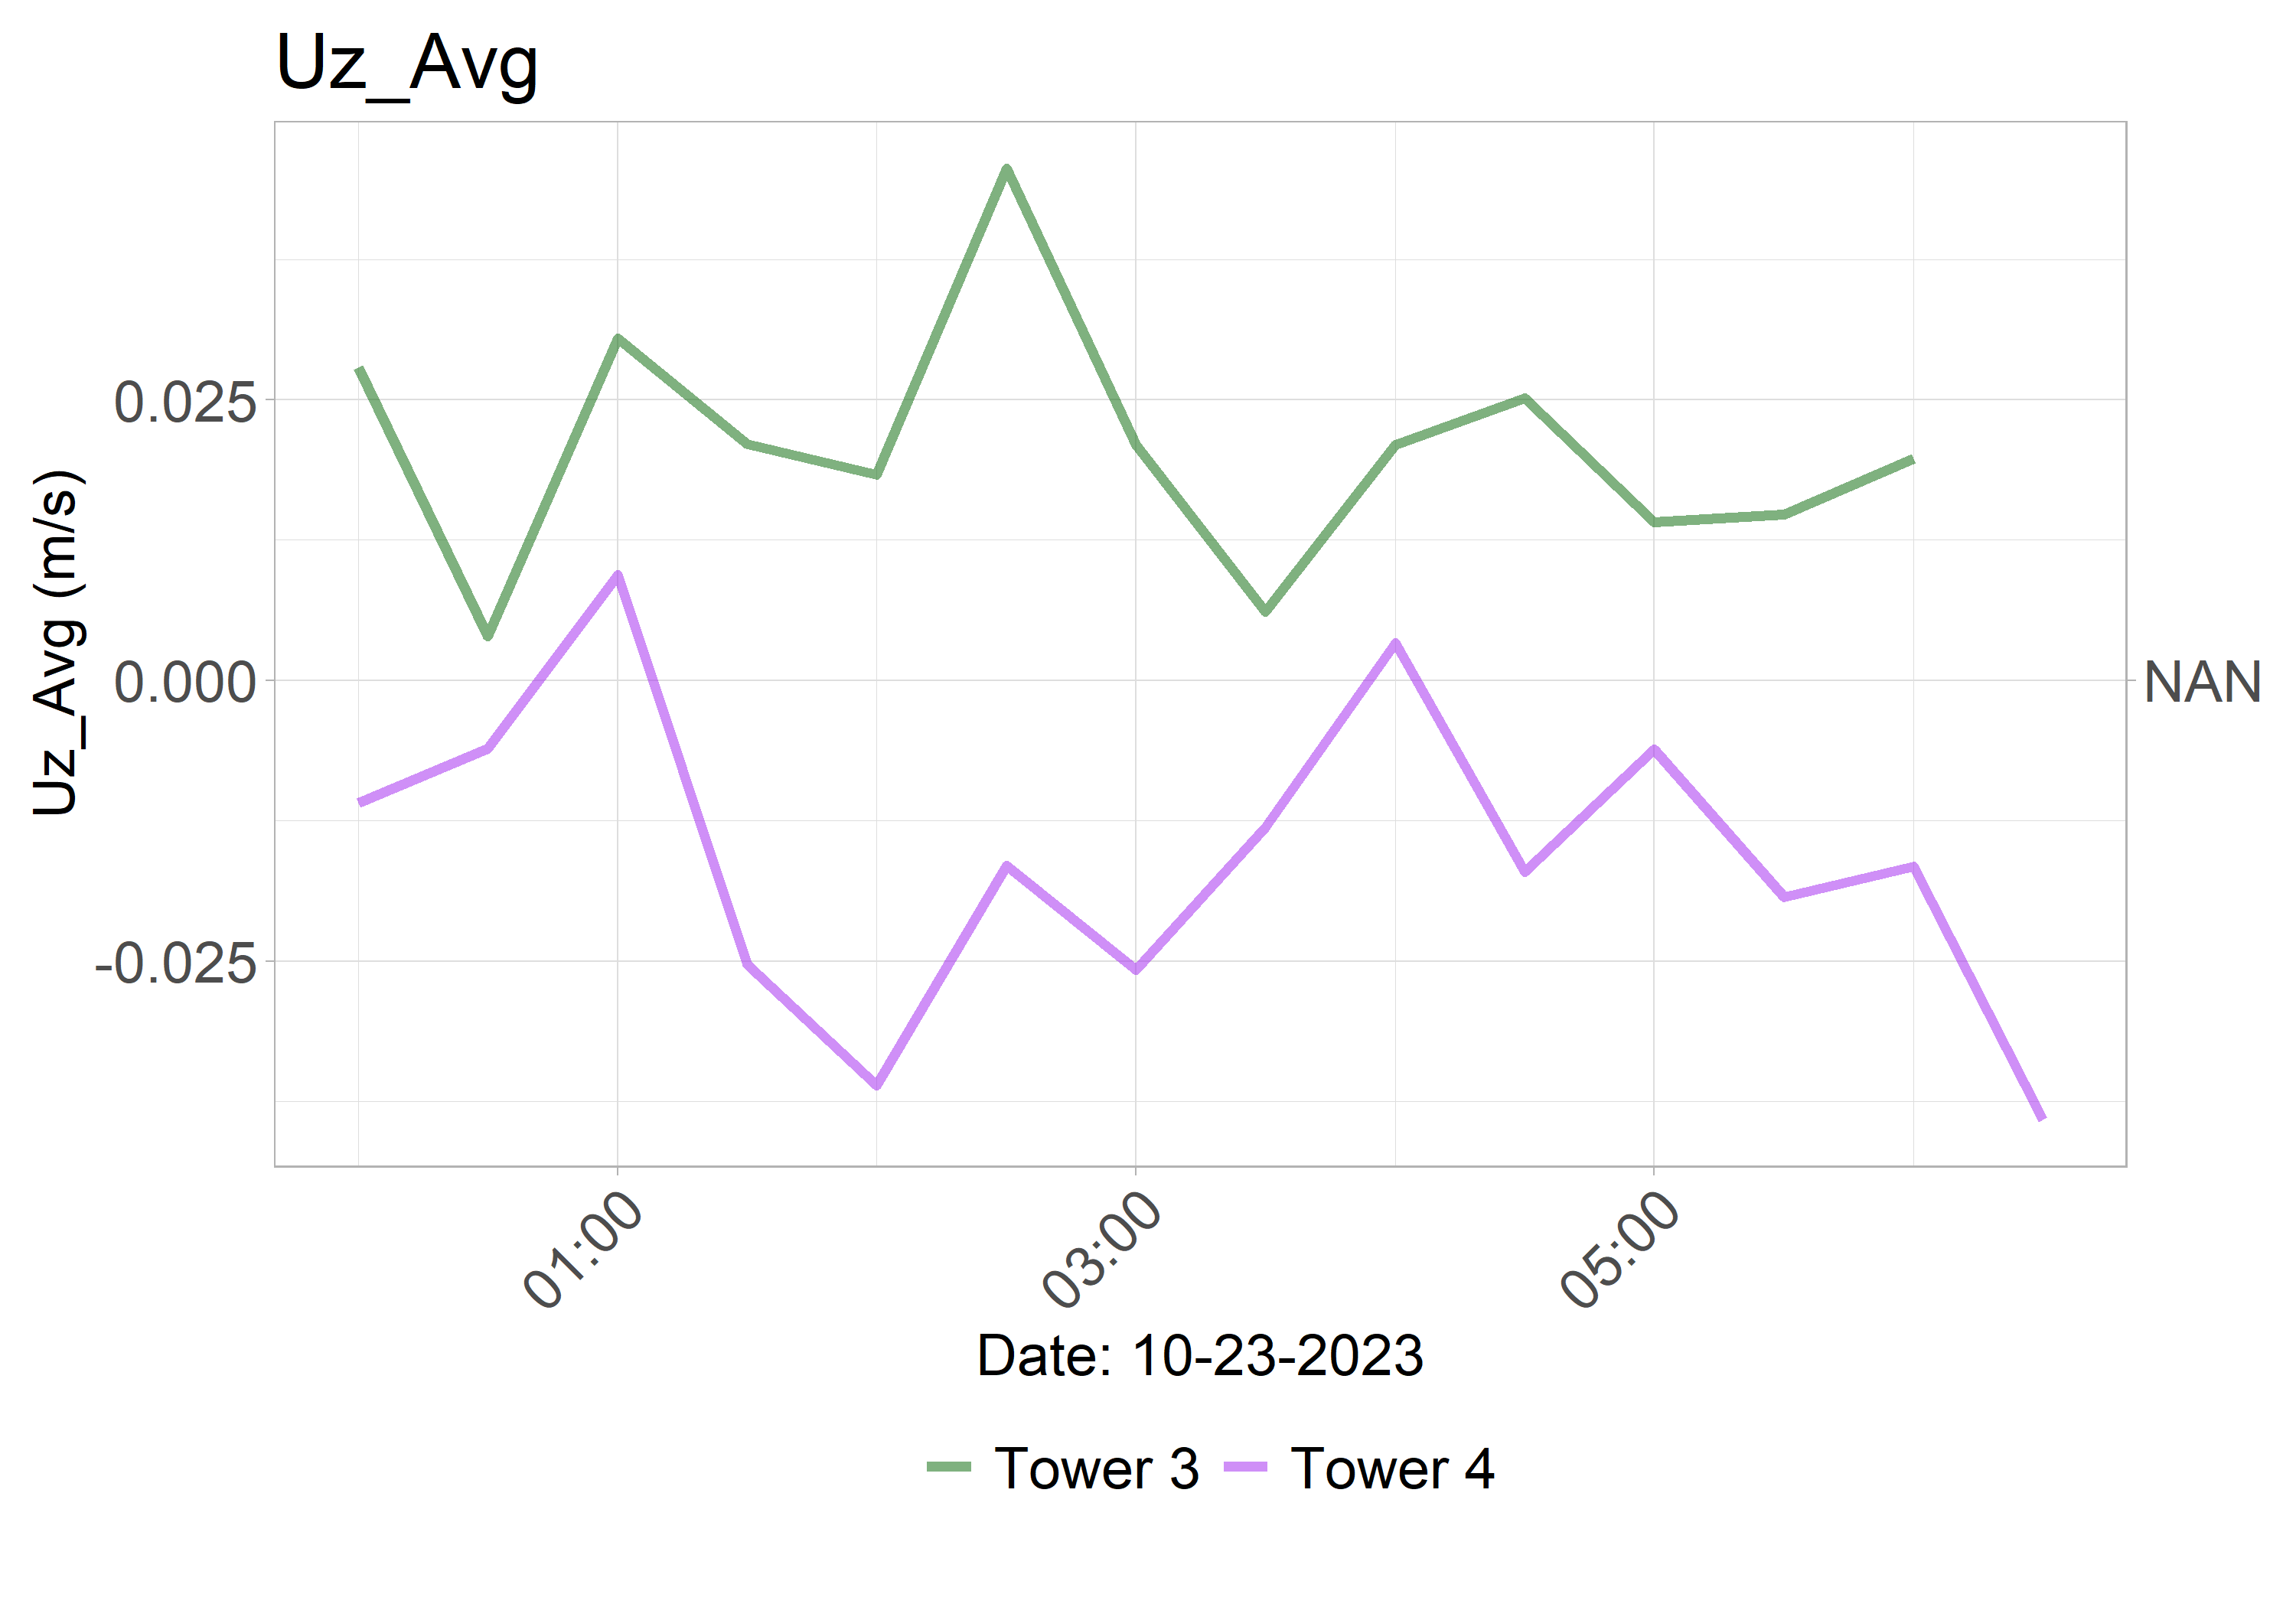 Uz_Avg
Uz_Avg (m/s)
0.025
0.000
-0.025
NAN
01:00
03:00
05:00
Date: 10-23-2023
Tower 3
Tower 4